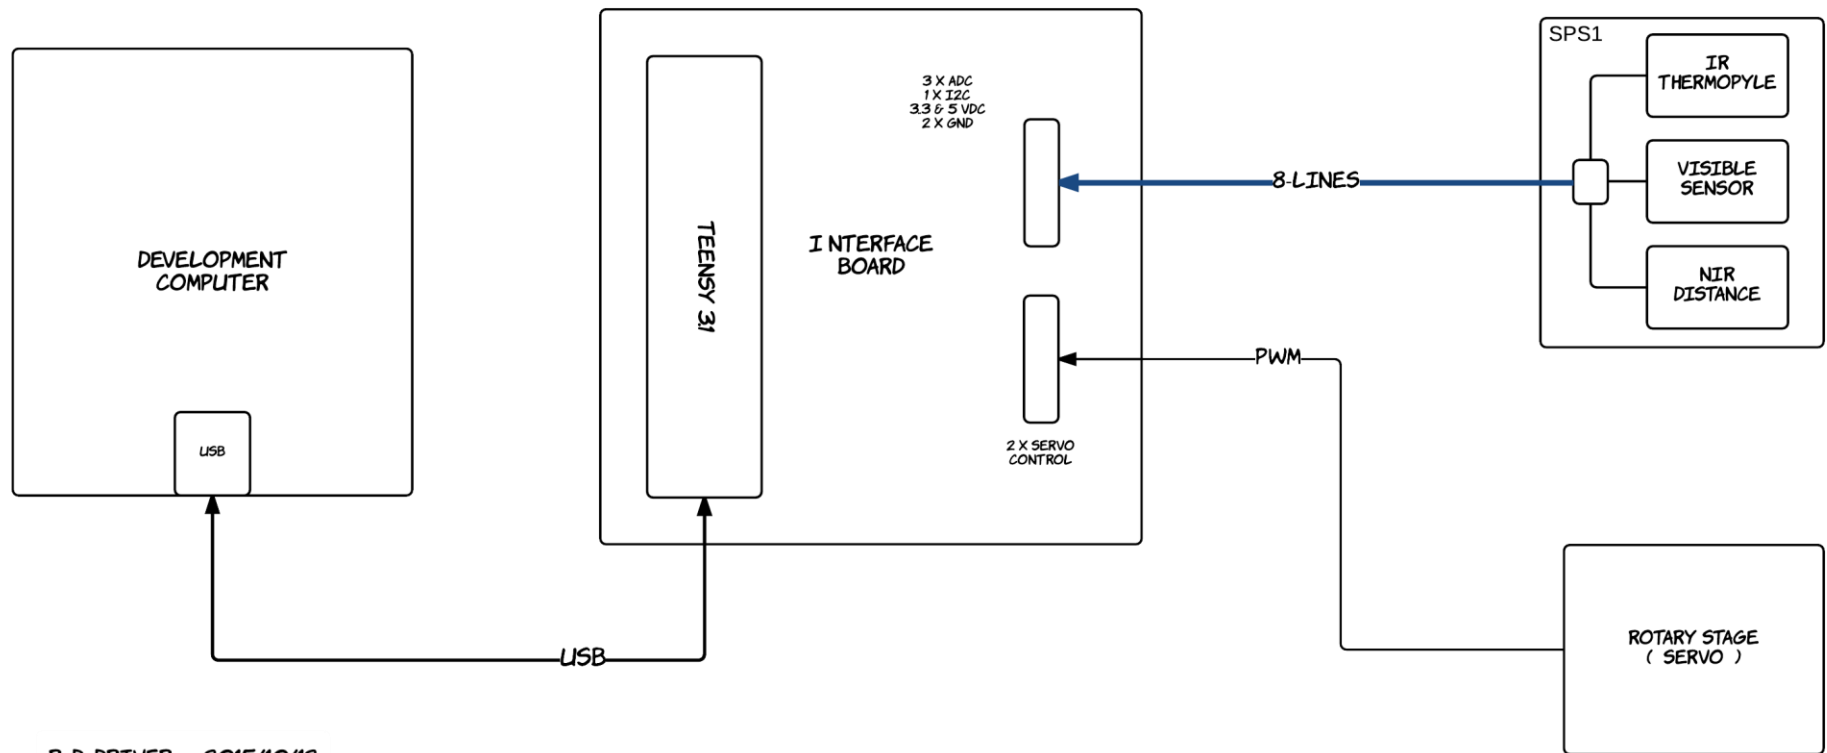 DEVELOPMENT
COMPUTER
USB
USB
TEENSY 3.1
INTERFACE
BOARD
3 X ADC
1 X I2C
3.3 & 5 VDC
2 X GND
2 X SERVO
CONTROL
8-LINES
PWM
SPS1
IR
THERMOPYLE
VISIBLE
SENSOR
NIR
DISTANCE
ROTARY STAGE
( SERVO )